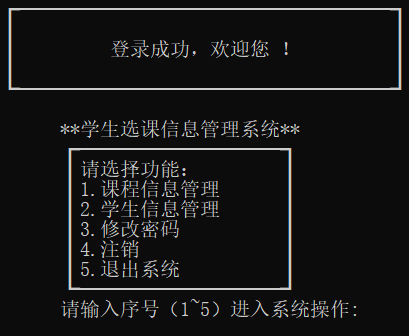 登录成功，欢迎您 ！
**学生选课信息管理系统**
请选择功能：
1.课程信息管理
2.学生信息管理
3.修改密码
4.注销
5.退出系统
请输入序号（1~5）进入系统操作: